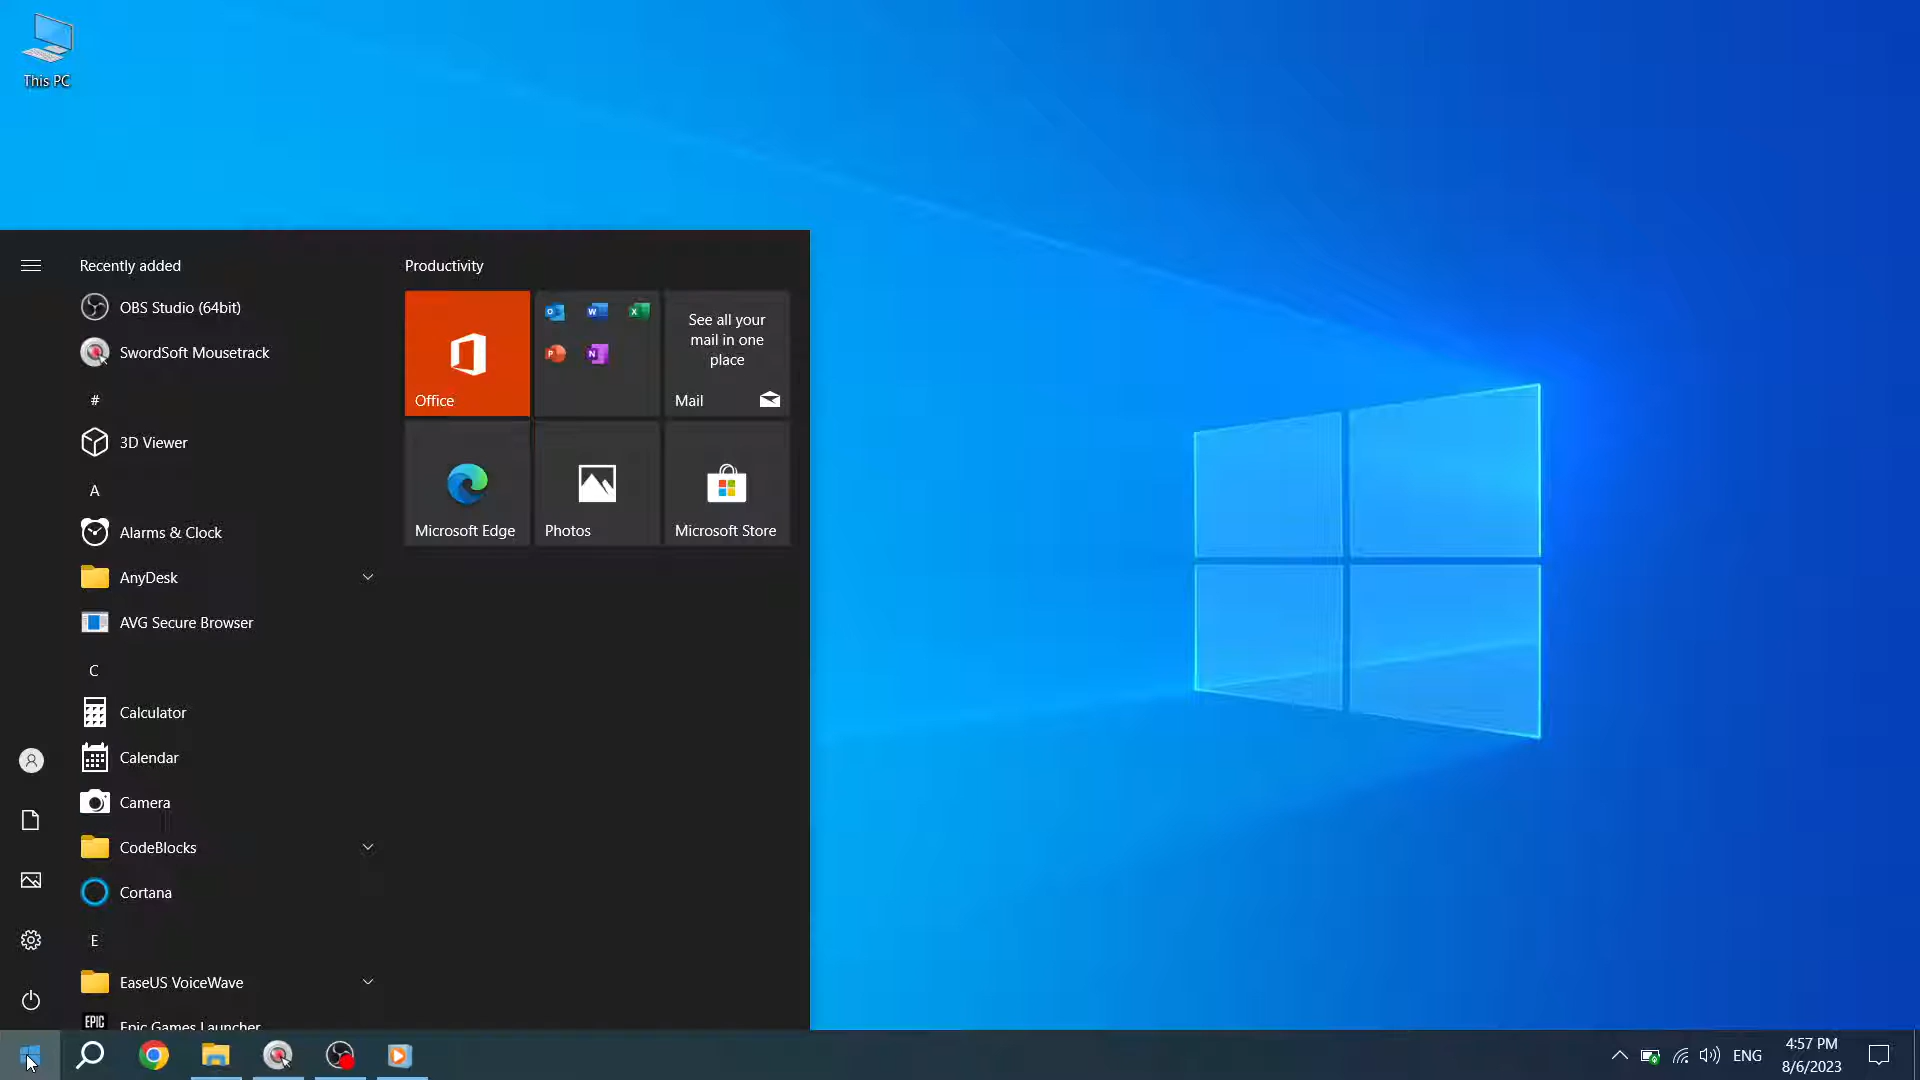 This PC
Recently added
OBS Studio (64bit)
SwordSoft Mousetrack
#
3D Viewer
A
Alarms & Clock
AnyDesk
AVG Secure Browser
C
Calculator
Calendar
Camera
CodeBlocks
Cortana
E
EaseUS VoiceWave
EPIC
Epic Games Launcher
Productivity
Office
See all your
mail in one
place
Mail
Microsoft Edge
Photos
Microsoft Store
ENG
4:57 PM
8/6/2023